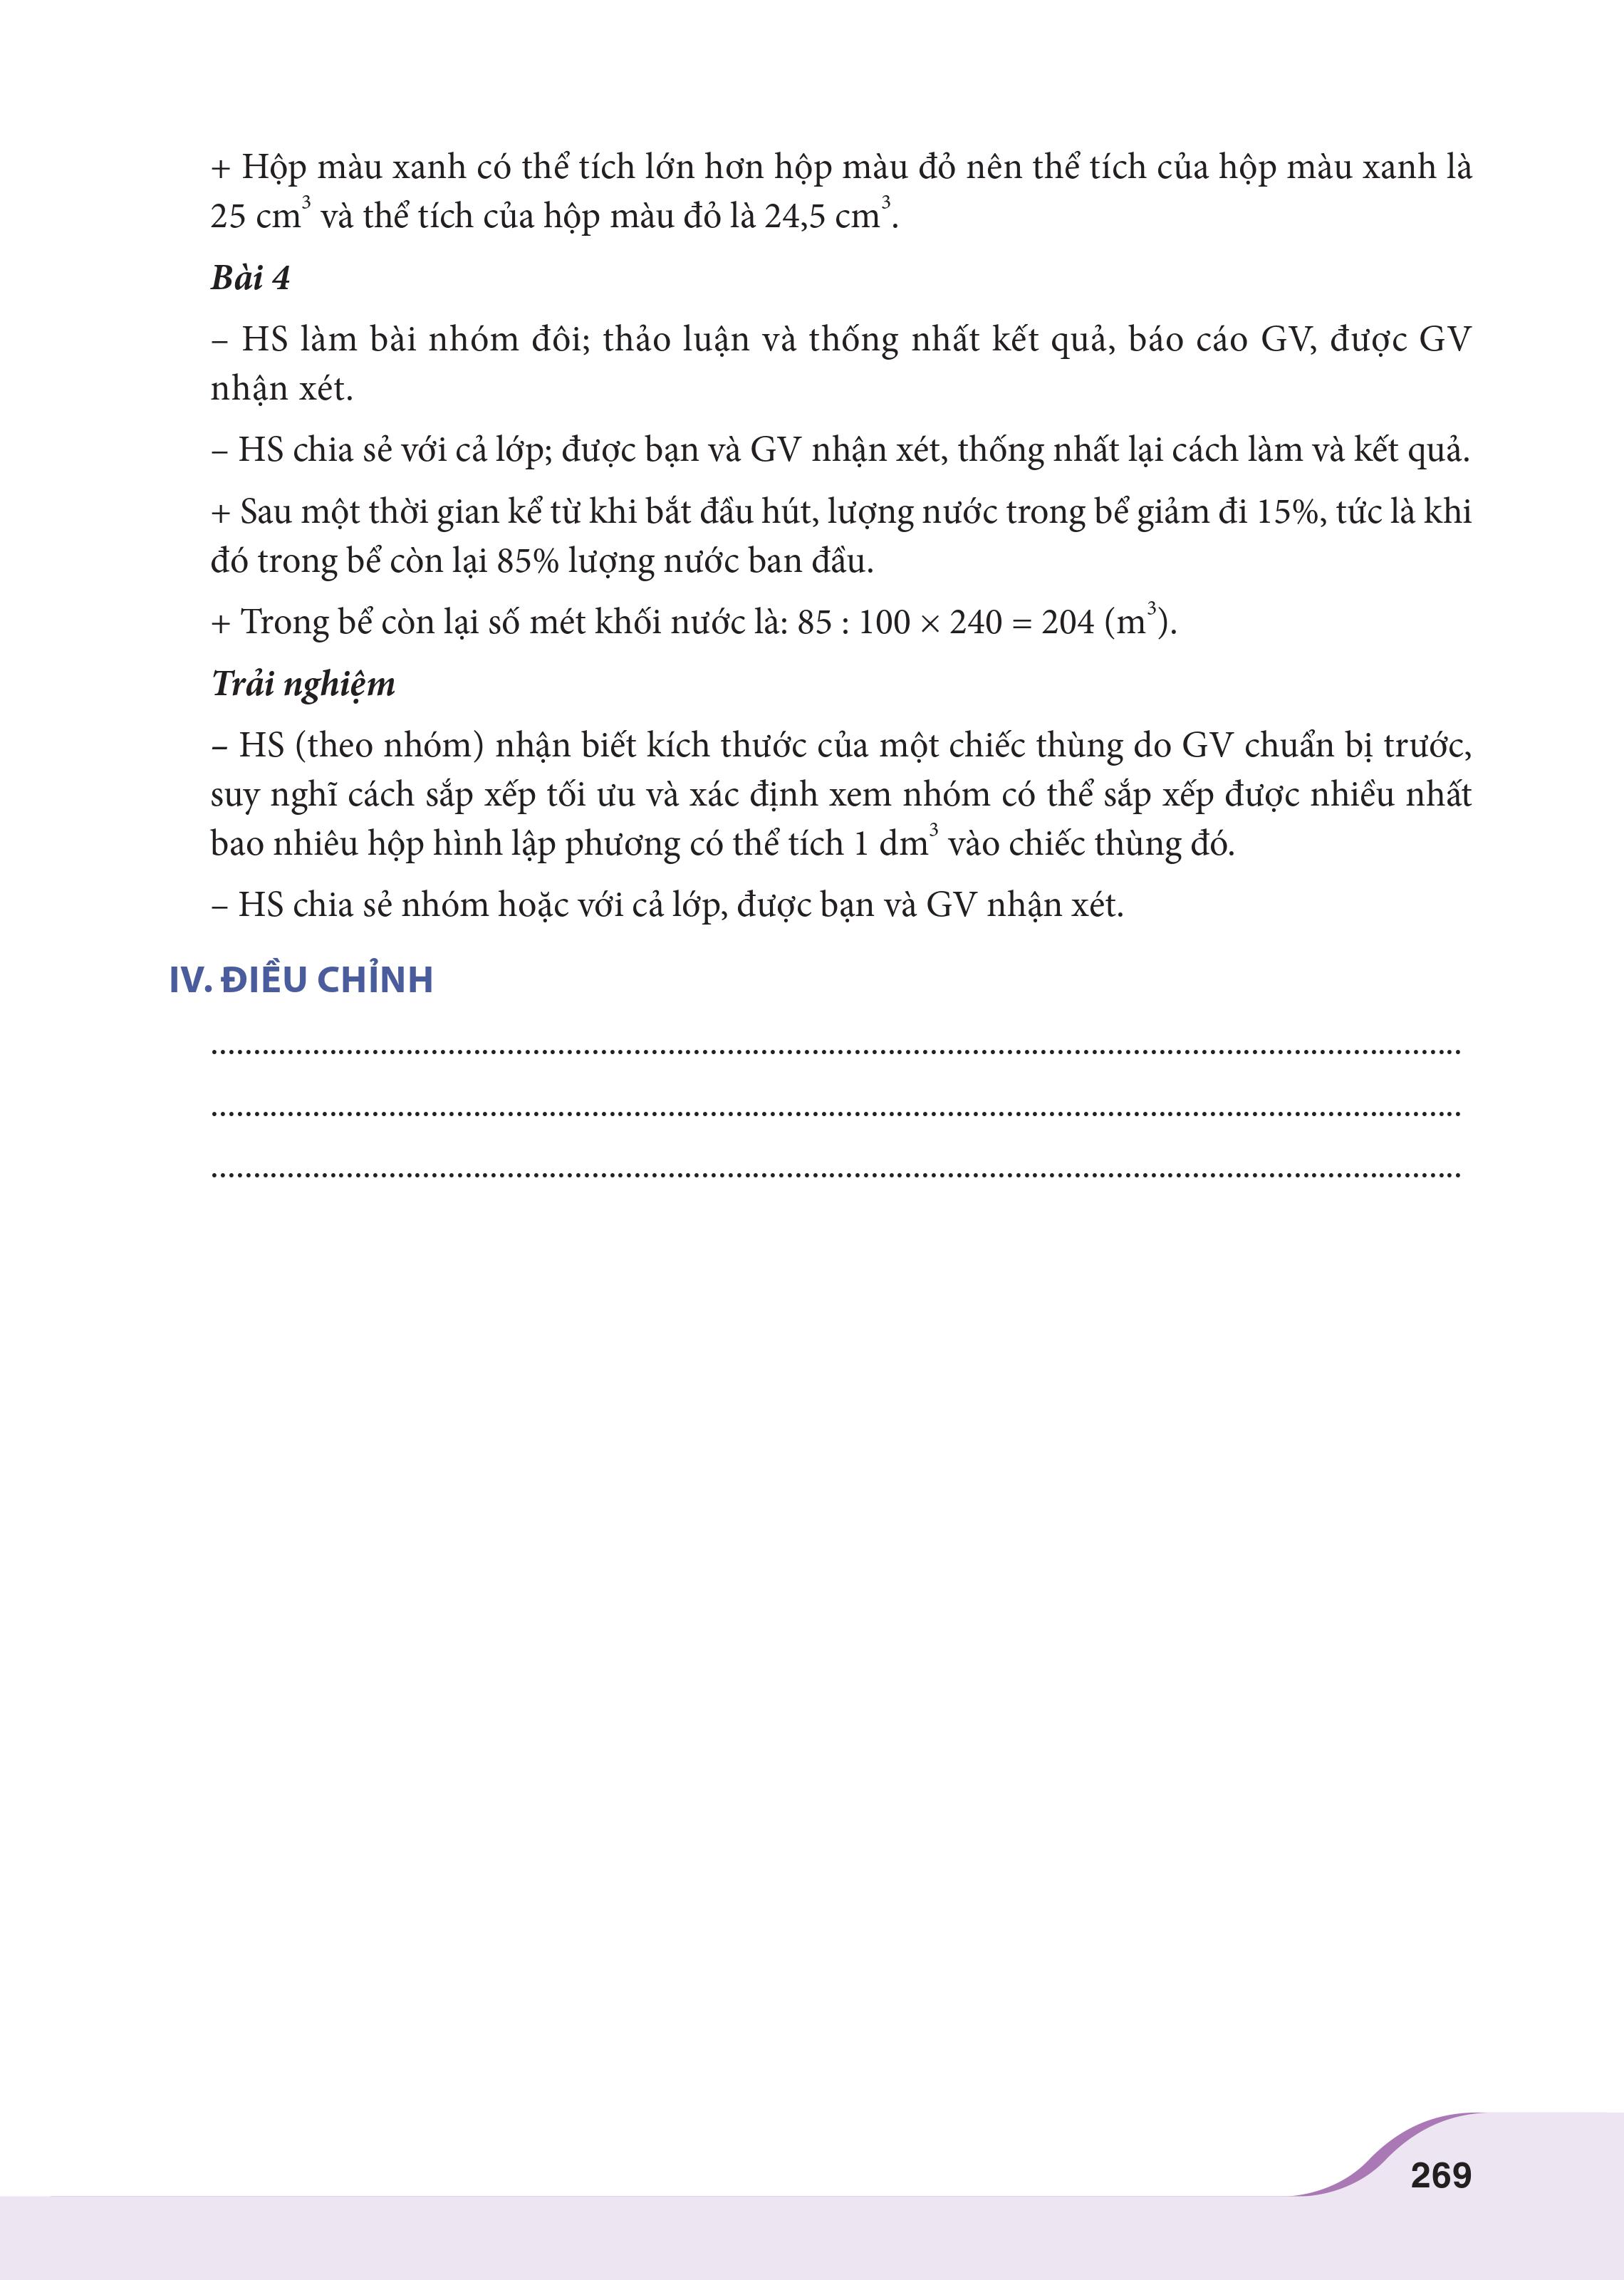 + Hộp màu xanh có thể tích lớn hơn hộp màu đỏ nên thể tích của hộp màu xanh là
25 cm³ và thể tích của hộp màu đỏ là 24,5 cm³.
Bài 4
– HS làm bài nhóm đôi; thảo luận và thống nhất kết quả, báo cáo GV, được GV
nhận xét.
– HS chia sẻ với cả lớp; được bạn và GV nhận xét, thống nhất lại cách làm và kết quả.
+ Sau một thời gian kể từ khi bắt đầu hút, lượng nước trong bể giảm đi 15%, tức là khi
đó trong bể còn lại 85% lượng nước ban đầu.
+ Trong bể còn lại số mét khối nước là: 85 : 100 × 240 = 204 (m³).
Trải nghiệm
– HS (theo nhóm) nhận biết kích thước của một chiếc thùng do GV chuẩn bị trước,
suy nghĩ cách sắp xếp tối ưu và xác định xem nhóm có thể sắp xếp được nhiều nhất
bao nhiêu hộp hình lập phương có thể tích 1 dm³ vào chiếc thùng đó.
– HS chia sẻ nhóm hoặc với cả lớp, được bạn và GV nhận xét.
IV. ĐIỀU CHỈNH
....................................................................................................
....................................................................................................
....................................................................................................
269